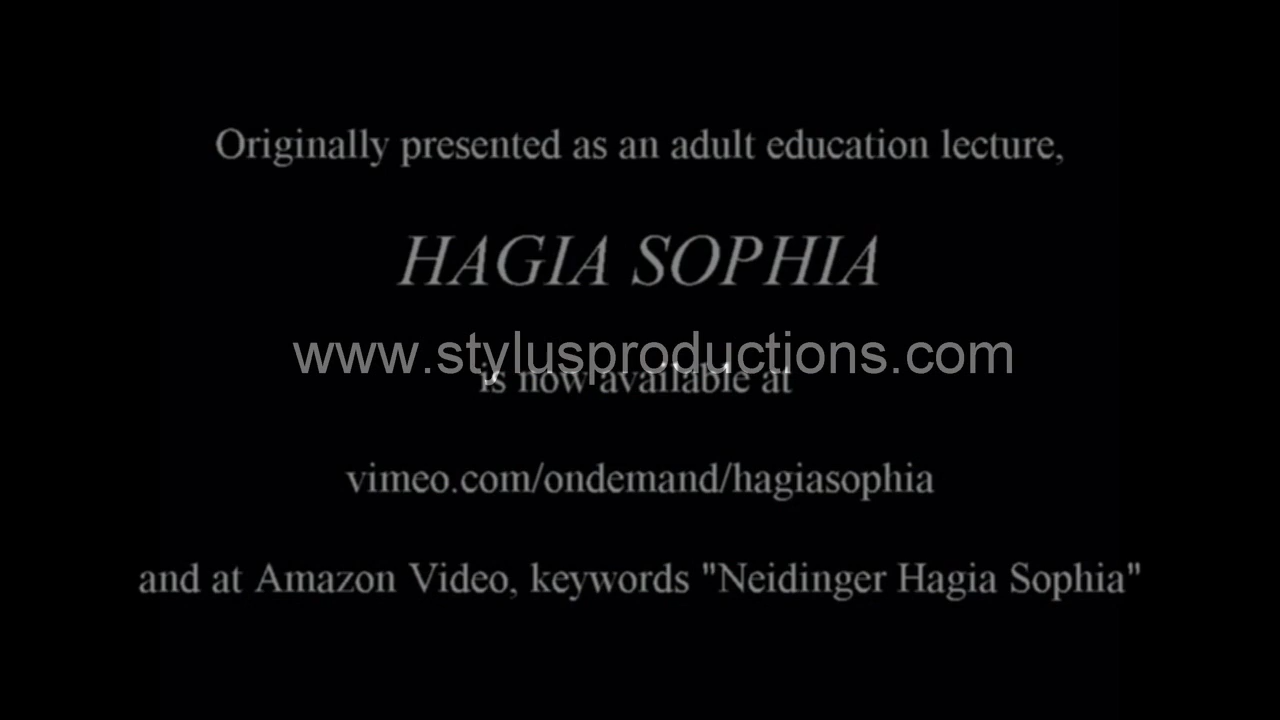 Originally presented as an adult education lecture,
HAGIA SOPHIA
www.stylusproductions.com
is now available at
vimeo.com/ondemand/hagiasophia
and at Amazon Video, keywords "Neidinger Hagia Sophia"